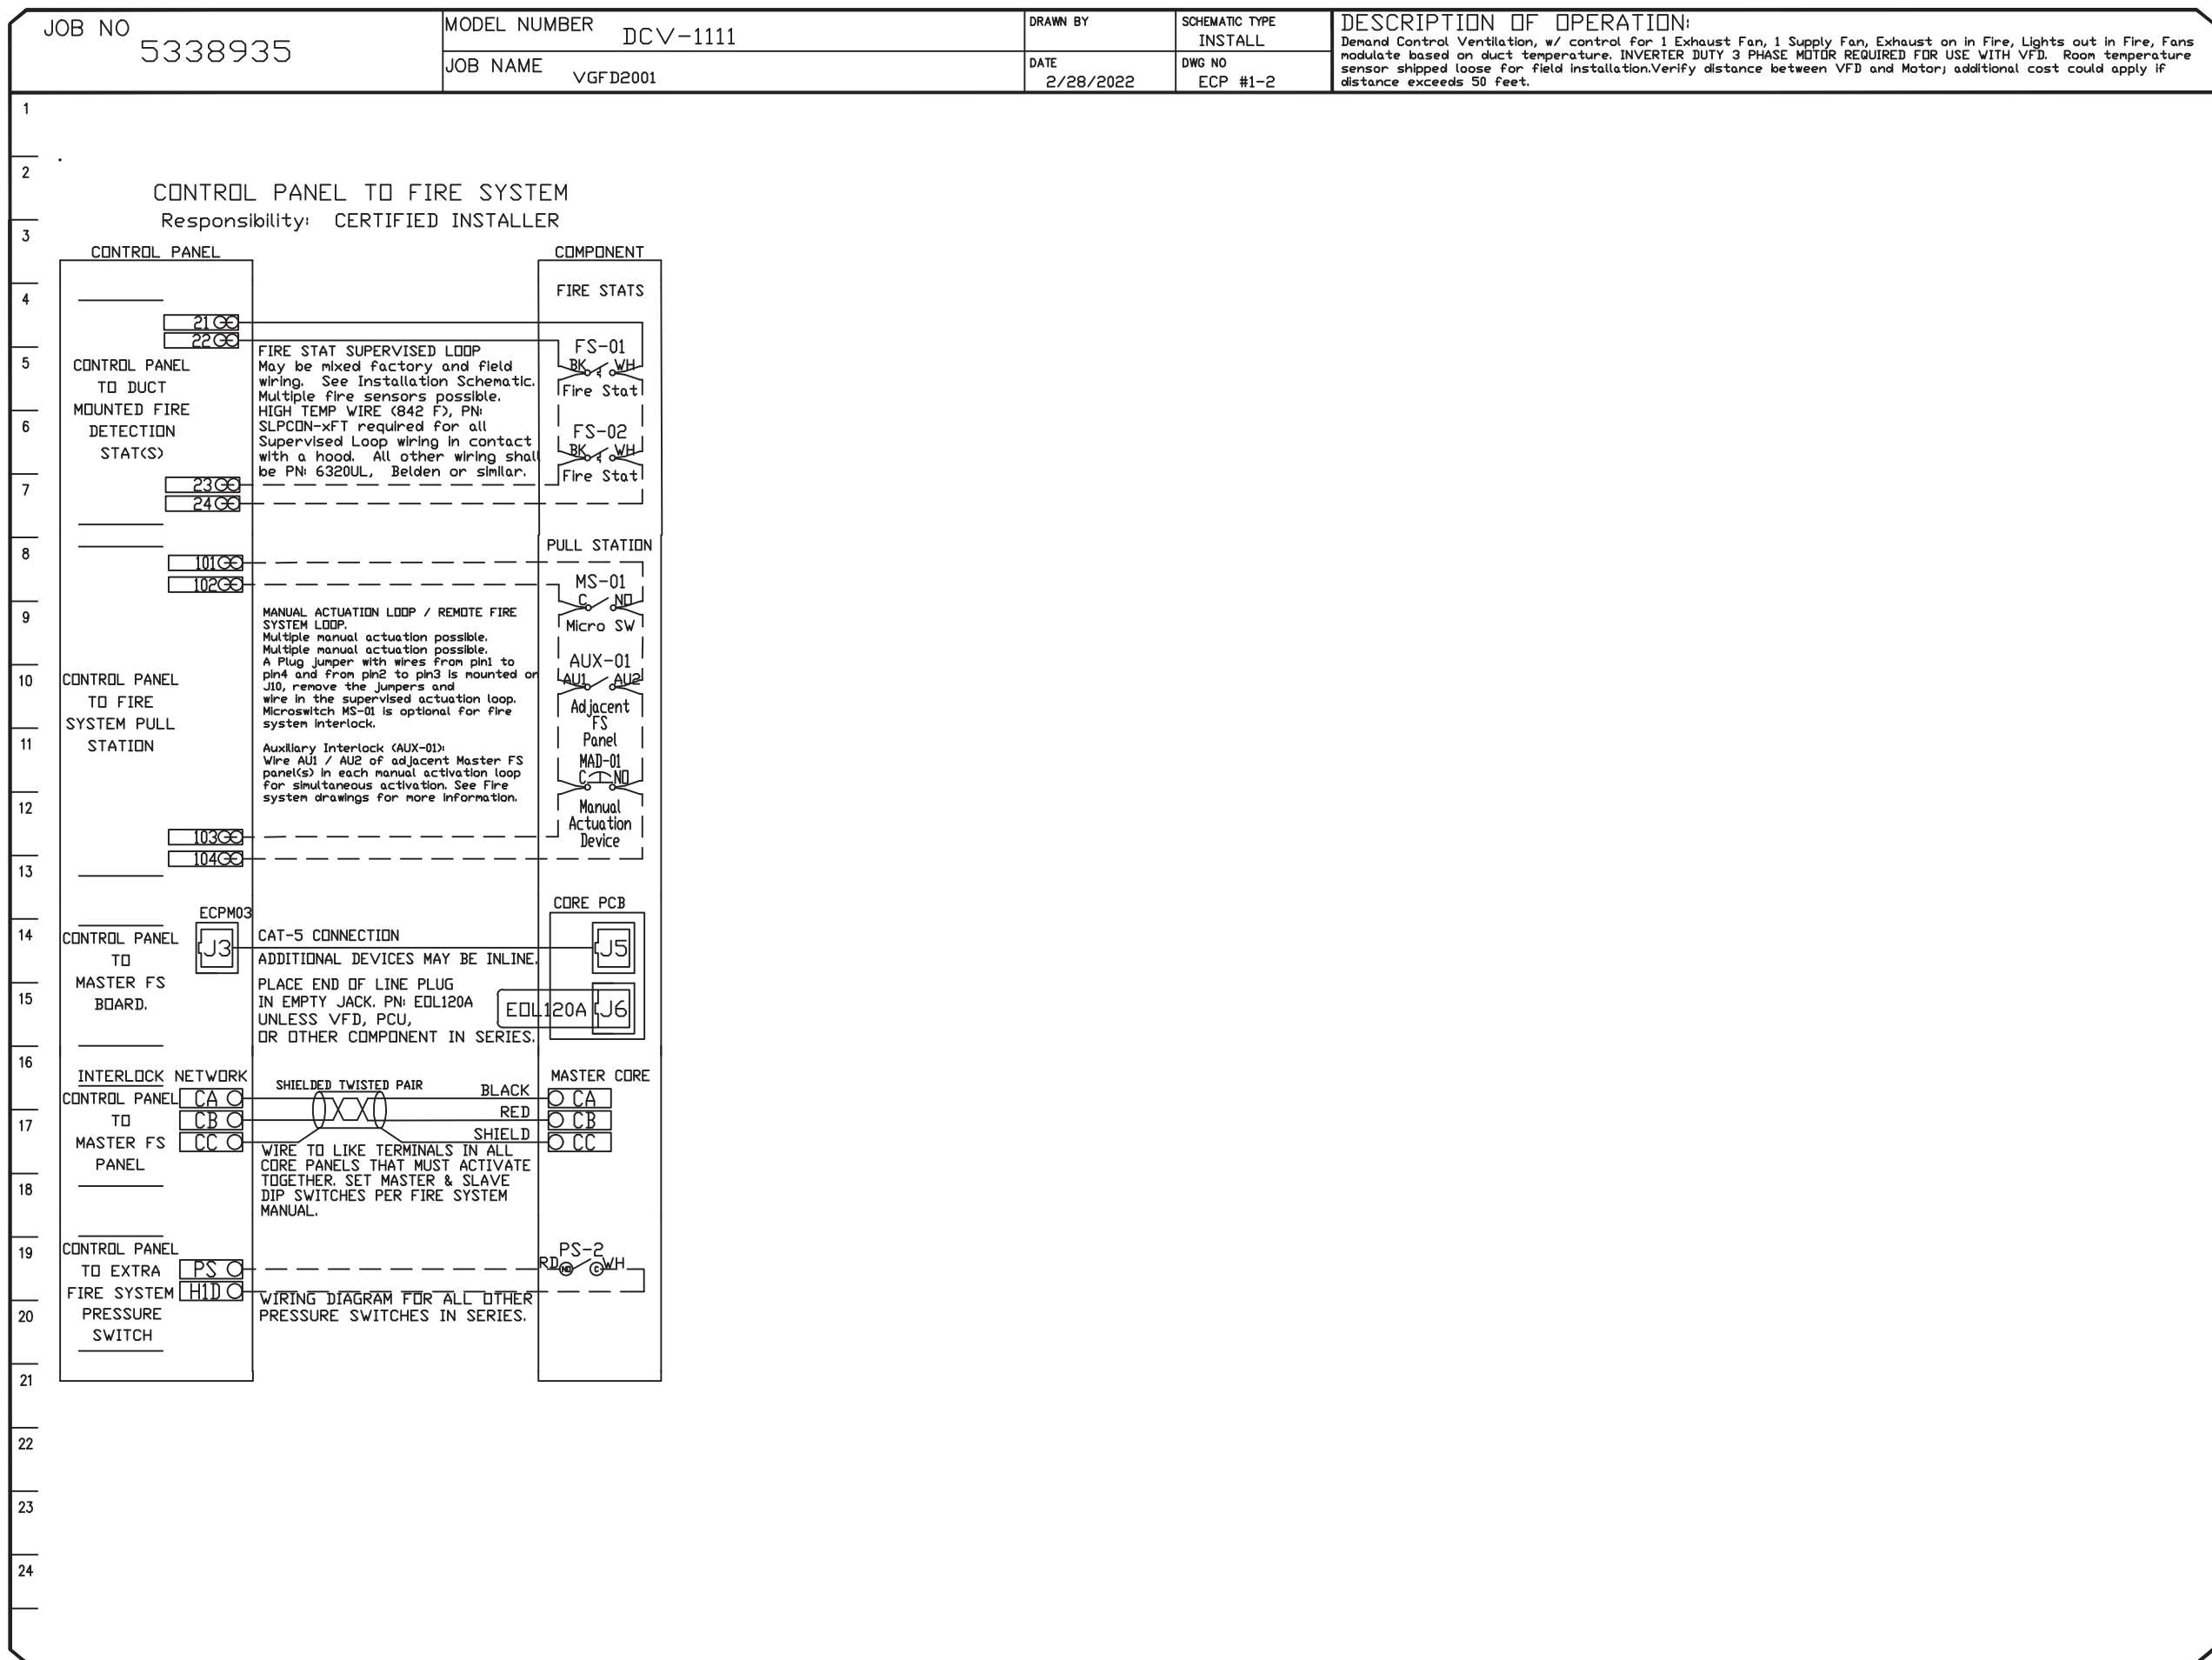 JOB NO
5338935
MODEL NUMBER DCV-1111
JOB NAME VGFD2001
DRAWN BY
DATE
2/28/2022
SCHEMATIC TYPE
INSTALL
DWG NO
ECP #1-2
DESCRIPTION OF OPERATION:
Demand Control Ventilation, w/ control for 1 Exhaust Fan, 1 Supply Fan, Exhaust on in Fire, Lights out in Fire, Fans
modulate based on duct temperature. INVERTER DUTY 3 PHASE MOTOR REQUIRED FOR USE WITH VFD. Room temperature
sensor shipped loose for field installation.Verify distance between VFD and Motor; additional cost could apply if
distance exceeds 50 feet.
1
2
3
4
5
6
7
8
9
10
11
12
13
14
15
16
17
18
19
20
21
22
23
24
CONTROL PANEL TO FIRE SYSTEM
Responsibility: CERTIFIED INSTALLER
CONTROL PANEL
COMPONENT
FIRE STATS
21
22
CONTROL PANEL
TO DUCT
MOUNTED FIRE
DETECTION
STAT(S)
23
24
FIRE STAT SUPERVISED LOOP
May be mixed factory and field
wiring. See Installation Schematic.
Multiple fire sensors possible.
HIGH TEMP WIRE (842 F), PN:
SLPCON-xFT required for all
Supervised Loop wiring in contact
with a hood. All other wiring shall
be PN: 6320UL, Belden or similar.
FS-01
BK WH
Fire Stat
FS-02
BK WH
Fire Stat
PULL STATION
101
102
CONTROL PANEL
TO FIRE
SYSTEM PULL
STATION
103
104
MANUAL ACTUATION LOOP / REMOTE FIRE
SYSTEM LOOP.
Multiple manual actuation possible.
Multiple manual actuation possible.
A Plug jumper with wires from pin1 to
pin4 and from pin2 to pin3 is mounted on
J10, remove the jumpers and
wire in the supervised actuation loop.
Microswitch MS-01 is optional for fire
system interlock.
Auxiliary Interlock (AUX-01):
Wire AU1 / AU2 of adjacent Master FS
panel(s) in each manual activation loop
for simultaneous activation. See Fire
system drawings for more information.
MS-01
C NO
Micro SW
AUX-01
AU1 AU2
Adjacent
FS
Panel
MAD-01
C NO
Manual
Actuation
Device
ECPM03
J3
CONTROL PANEL
TO
MASTER FS
BOARD.
CAT-5 CONNECTION
ADDITIONAL DEVICES MAY BE INLINE.
PLACE END OF LINE PLUG
IN EMPTY JACK. PN: EOL120A
UNLESS VFD, PCU,
OR OTHER COMPONENT IN SERIES.
CORE PCB
J5
EOL120A J6
INTERLOCK NETWORK
CONTROL PANEL
TO
MASTER FS
PANEL
CA
CB
CC
SHIELDED TWISTED PAIR
BLACK
RED
SHIELD
MASTER CORE
CA
CB
CC
WIRE TO LIKE TERMINALS IN ALL
CORE PANELS THAT MUST ACTIVATE
TOGETHER. SET MASTER & SLAVE
DIP SWITCHES PER FIRE SYSTEM
MANUAL.
CONTROL PANEL
TO EXTRA
FIRE SYSTEM
PRESSURE
SWITCH
PS
H1D
PS-2
RD NO C WH
WIRING DIAGRAM FOR ALL OTHER
PRESSURE SWITCHES IN SERIES.